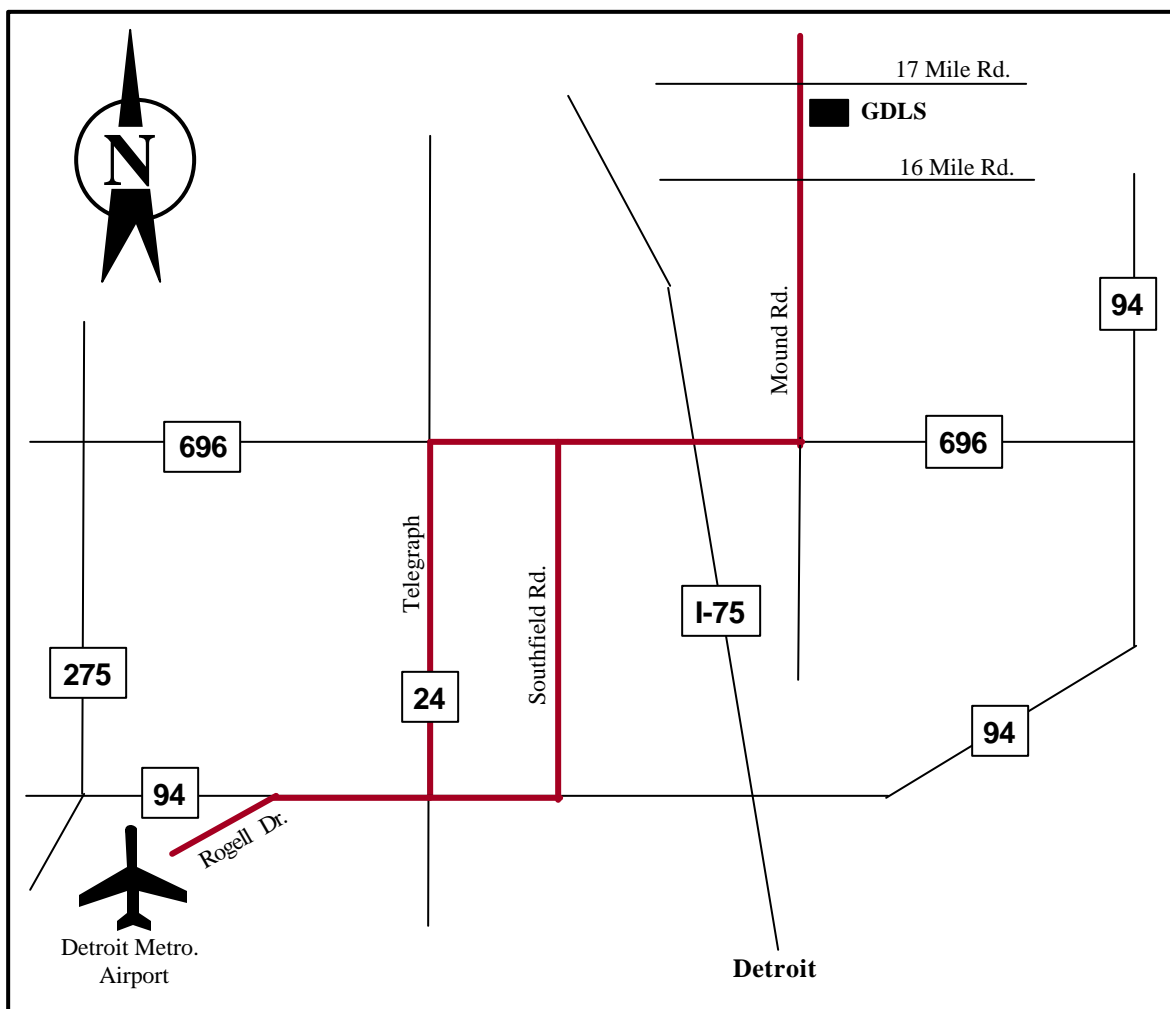 17 Mile Rd.
GDLS
N
16 Mile Rd.
94
Mound Rd.
696
696
Telegraph
Southfield Rd.
I-75
275
24
94
94
Rogell Dr.
Detroit Metro.
Airport
Detroit